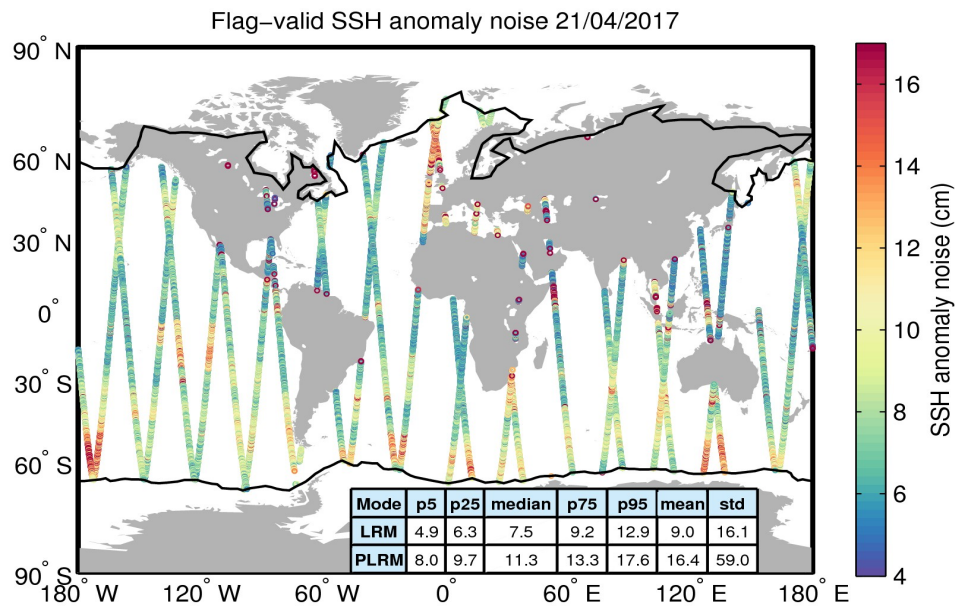 Flag−valid SSH anomaly noise 21/04/2017
90° N
60° N
30° N
0°
30° S
60° S
90° S
180° W 120° W 60° W 0° 60° E 120° E 180° E
Mode p5 p25 median p75 p95 mean std
LRM 4.9 6.3 7.5 9.2 12.9 9.0 16.1
PLRM 8.0 9.7 11.3 13.3 17.6 16.4 59.0
16
14
12
10
8
6
4
SSH anomaly noise (cm)